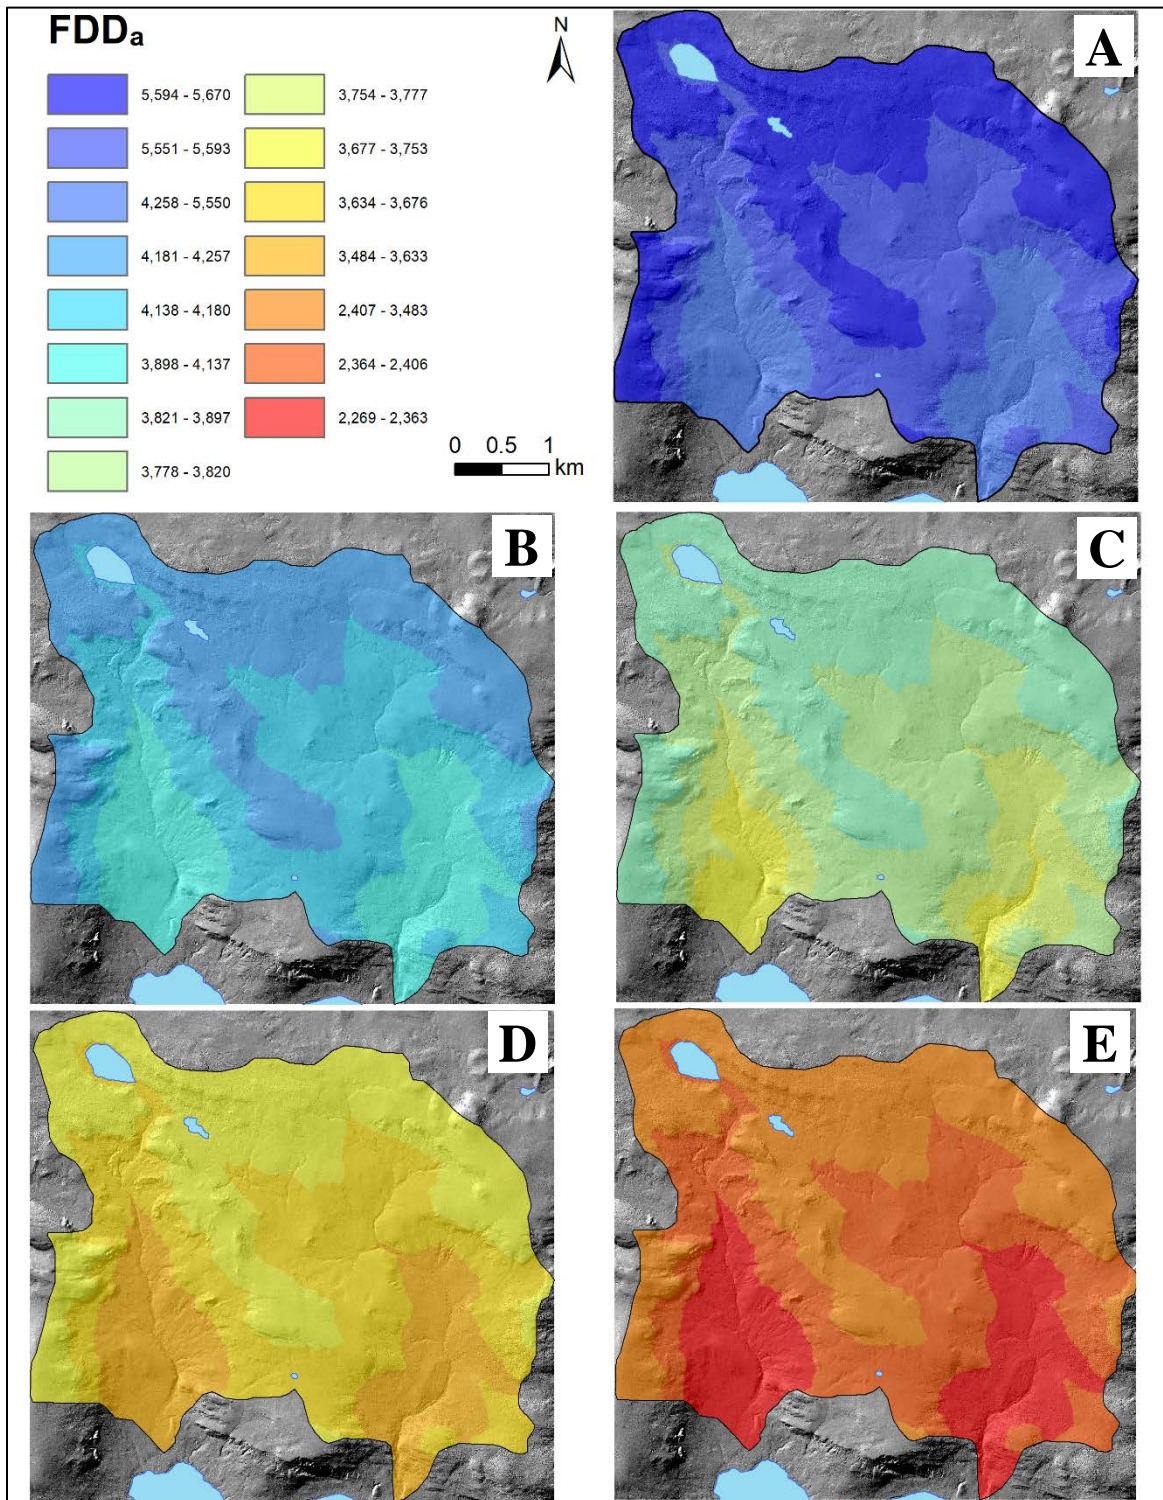 FDDa
5,594 - 5,670
5,551 - 5,593
4,258 - 5,550
4,181 - 4,257
4,138 - 4,180
3,898 - 4,137
3,821 - 3,897
3,778 - 3,820
3,754 - 3,777
3,677 - 3,753
3,634 - 3,676
3,484 - 3,633
2,407 - 3,483
2,364 - 2,406
2,269 - 2,363
N
0 0.5 1
km
A
B
C
D
E